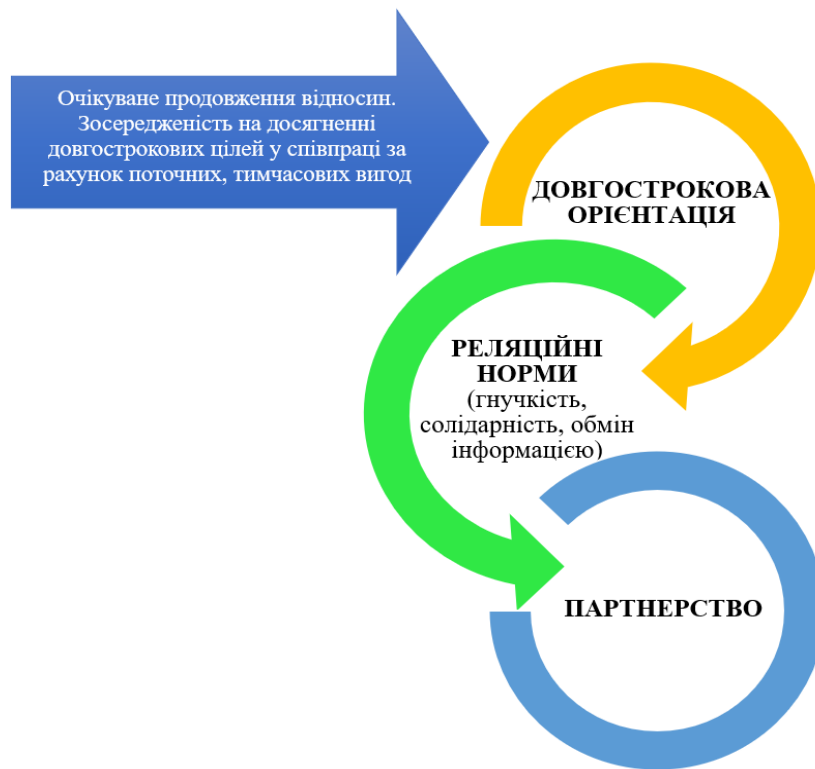 Очікуване продовження відносин.
Зосередженість на досягненні
довгострокових цілей у співпраці за
рахунок поточних, тимчасових вигод
ДОВГОСТРОКОВА
ОРІЄНТАЦІЯ
РЕЛЯЦІЙНІ
НОРМИ
(гнучкість,
солідарність, обмін
інформацією)
ПАРТНЕРСТВО